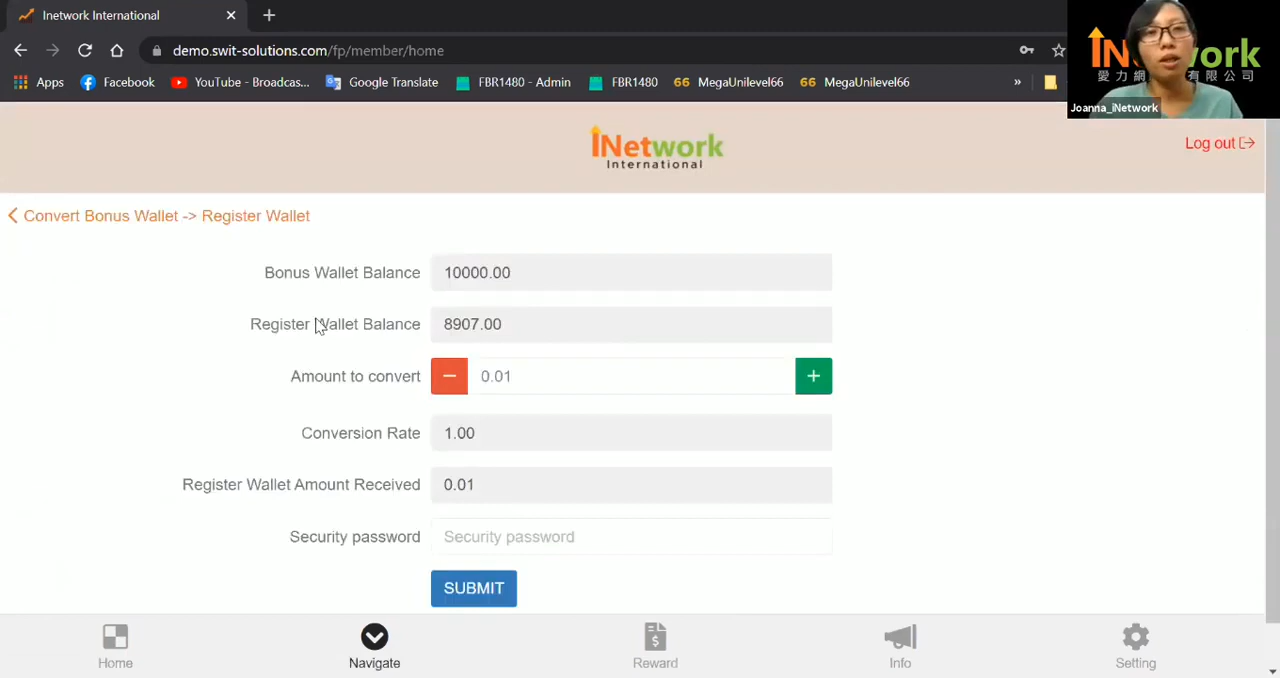 Inetwork International
demo.swit-solutions.com/fp/member/home
Apps Facebook YouTube - Broadcas... Google Translate FBR1480 - Admin FBR1480 MegaUnilevel66 MegaUnilevel66 »
Joanna_iNetwork
iNetwork
International
Log out
Convert Bonus Wallet -> Register Wallet
Bonus Wallet Balance 10000.00
Register Wallet Balance 8907.00
Amount to convert − 0.01 +
Conversion Rate 1.00
Register Wallet Amount Received 0.01
Security password Security password
SUBMIT
Home Navigate Reward Info Setting